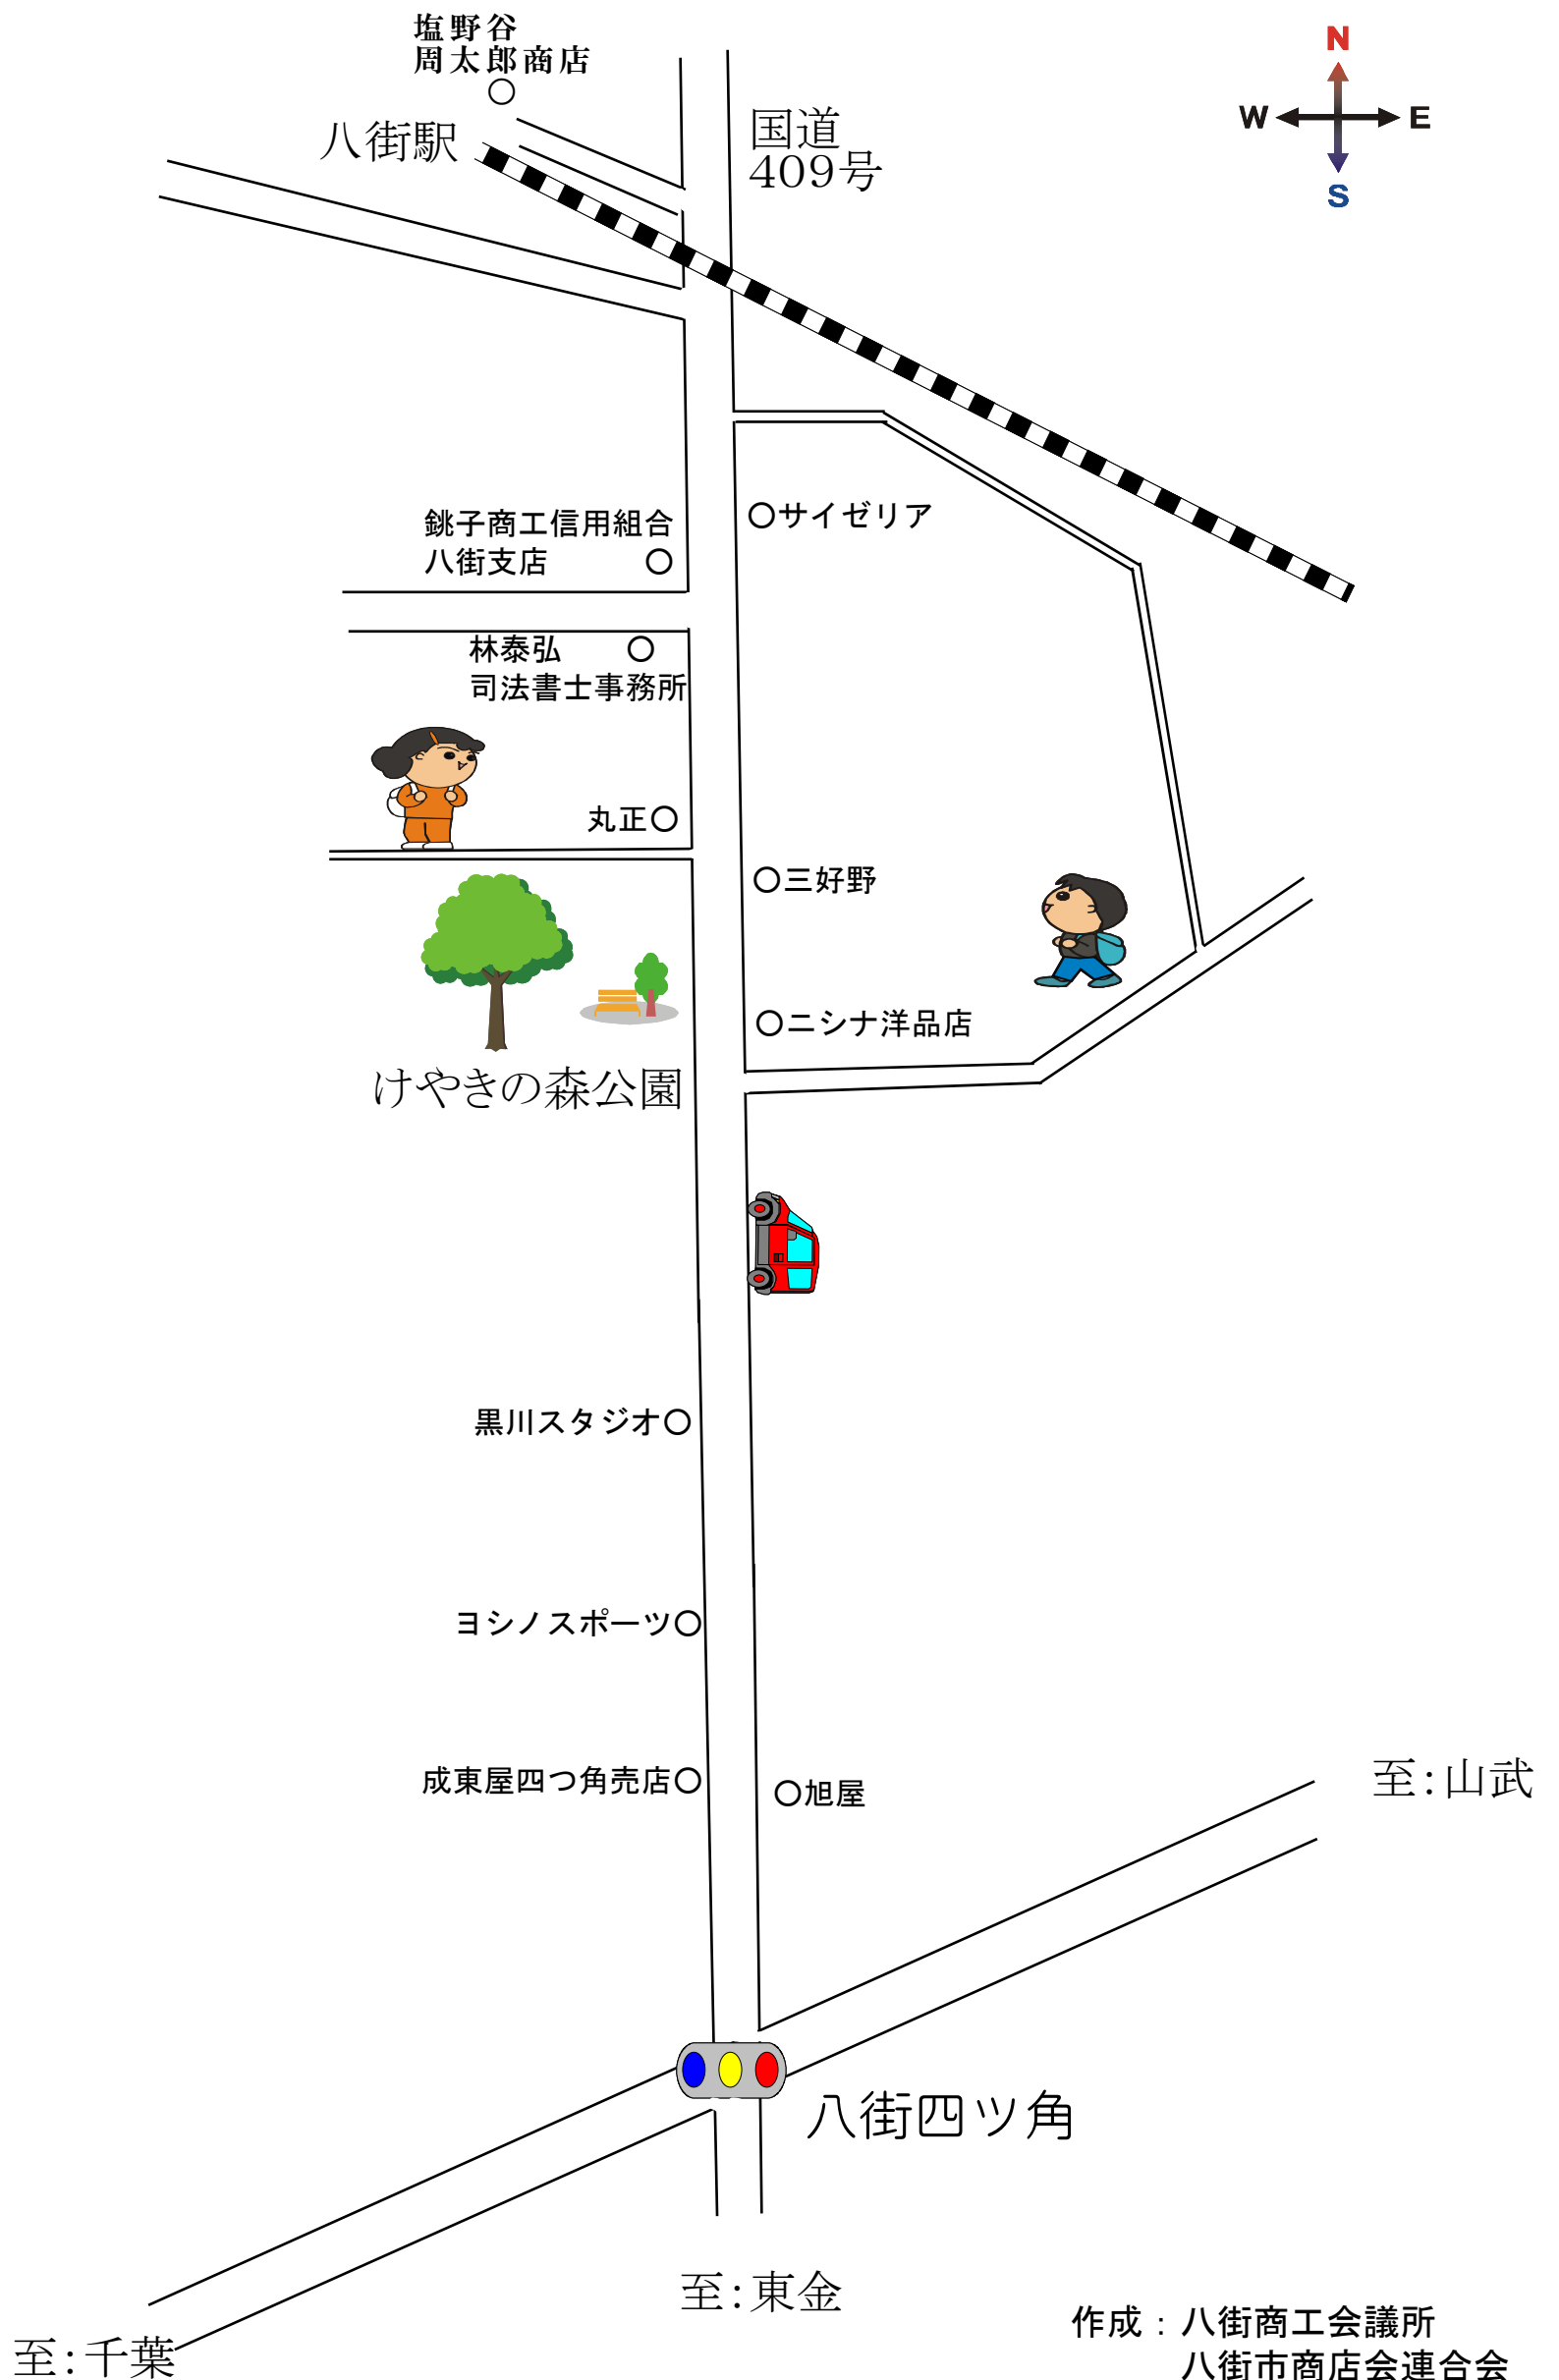 塩野谷
周太郎商店
八街駅
国道
409号
N
W
E
S
銚子商工信用組合
八街支店
サイゼリア
林泰弘
司法書士事務所
丸正
三好野
ニシナ洋品店
けやきの森公園
黒川スタジオ
ヨシノスポーツ
成東屋四つ角売店
旭屋
至:山武
八街四ツ角
至:東金
至:千葉
作成：八街商工会議所
八街市商店会連合会